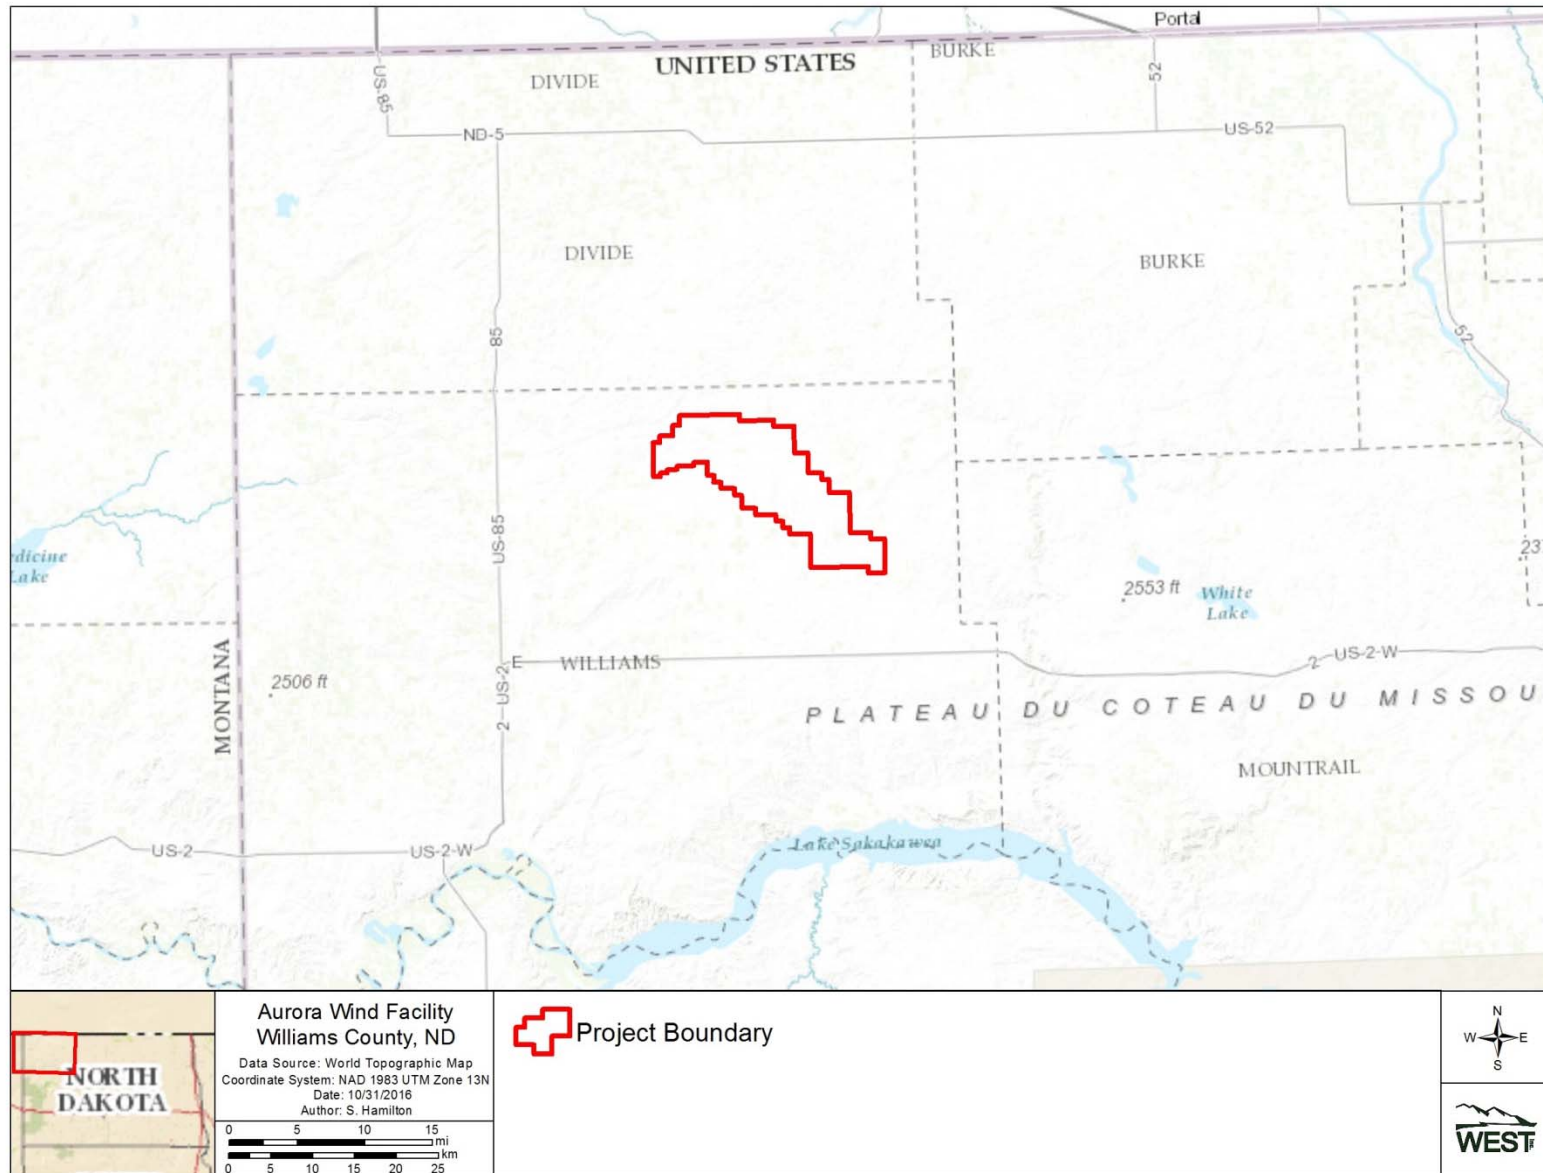 Portal
UNITED STATES
BURKE
DIVIDE
US-85
52
ND-5
US-52
DIVIDE
BURKE
85
52
US-85
dicine
Lake
23
2553 ft
White
Lake
E
WILLIAMS
2
US-2-W
2506 ft
MONTANA
2
US-2
PLATEAU DU COTEAU DU MISSOU
MOUNTRAIL
US-2
US-2-W
Lake Sakakawea
NORTH
DAKOTA
Aurora Wind Facility
Williams County, ND
Data Source: World Topographic Map
Coordinate System: NAD 1983 UTM Zone 13N
Date: 10/31/2016
Author: S. Hamilton
0 5 10 15
mi
km
0 5 10 15 20 25
Project Boundary
N
W E
S
WEST